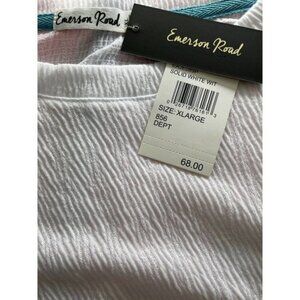 Emerson Road
Emerson Road
SOLID WHITE WIT
SIZE: XLARGE
856
DEPT
68.00